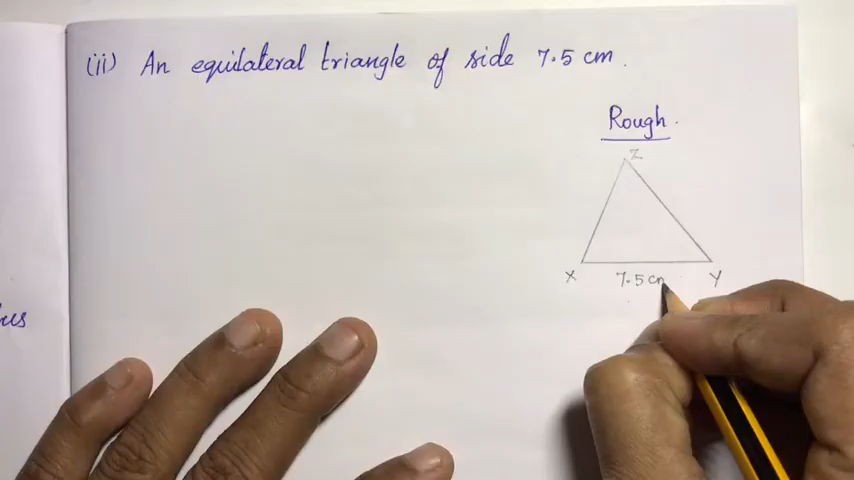 (ii) An equilateral triangle of side 7.5 cm.
Rough.
Z
X Y
7.5 cm